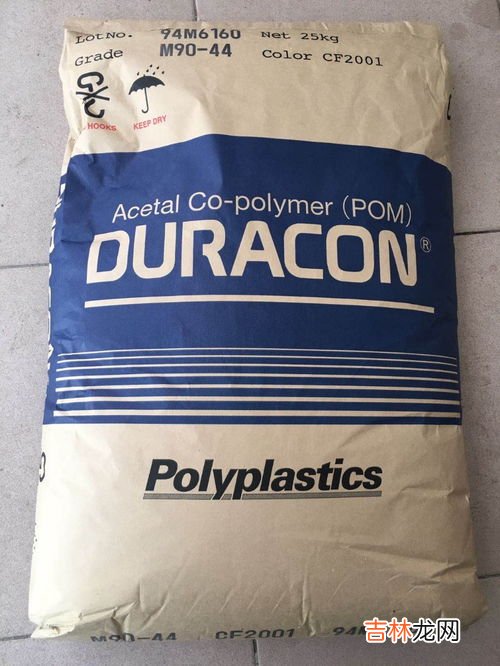 Lot No. 94M6160 Net 25kg
Grade M90-44 Color CF2001
HOOKS KEEP DRY
Acetal Co-polymer (POM)
DURACON®
Polyplastics
M90-44 CF2001 94M
吉林龙网